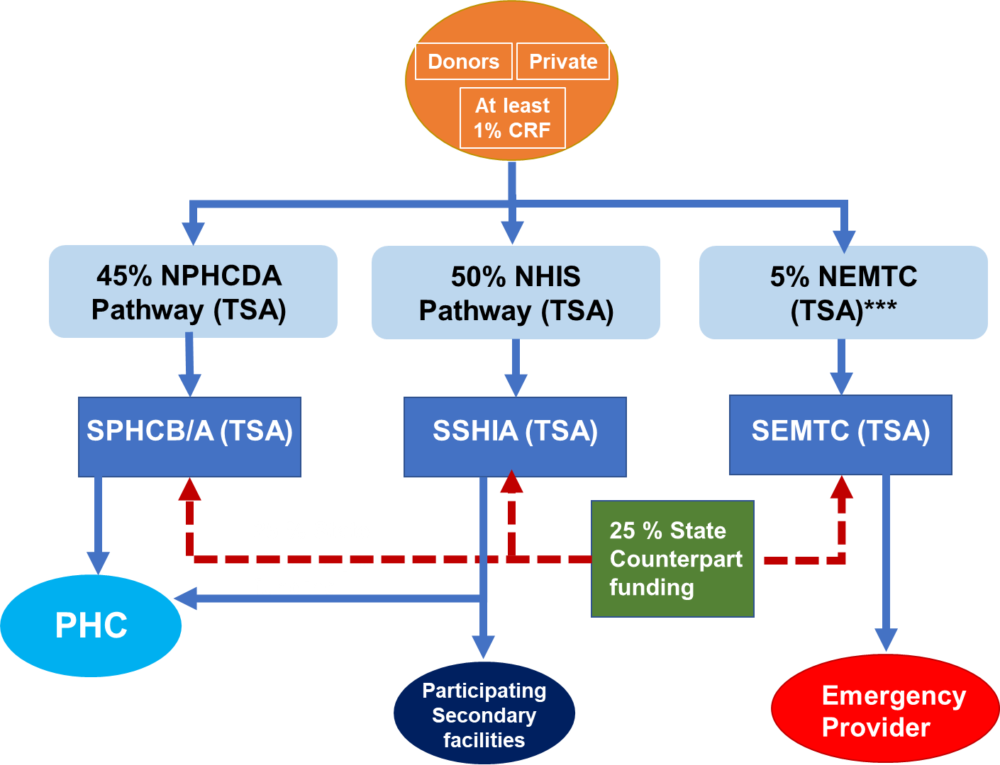 Donors
Private
At least
1% CRF
45% NPHCDA
Pathway (TSA)
50% NHIS
Pathway (TSA)
5% NEMTC
(TSA)***
SPHCB/A (TSA)
SSHIA (TSA)
SEMTC (TSA)
25 % State
Counterpart
funding
PHC
Participating
Secondary
facilities
Emergency
Provider